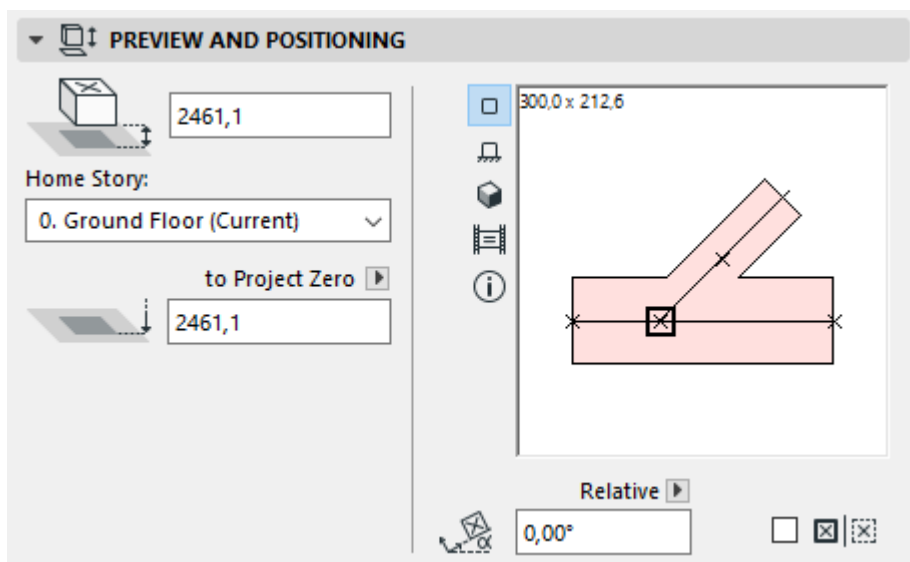 PREVIEW AND POSITIONING
2461,1
Home Story:
0. Ground Floor (Current)
to Project Zero
2461,1
300,0 x 212,6
Relative
α
0,00°